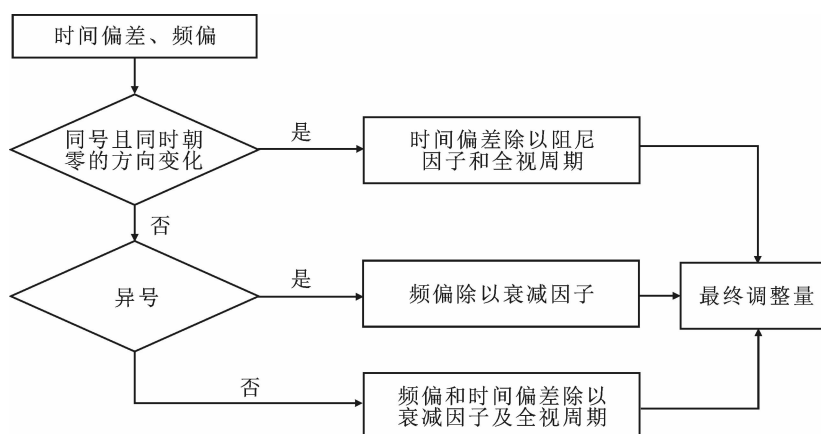 时间偏差、频偏
同号且同时朝
零的方向变化
是
时间偏差除以阻尼
因子和全视周期
否
异号
是
频偏除以衰减因子
最终调整量
否
频偏和时间偏差除以
衰减因子及全视周期